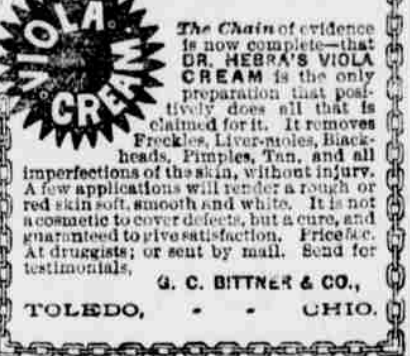 VIOLA
CREAM
The Chain of evidence
is now complete—that
DR. HEBRA'S VIOLA
CREAM is the only
preparation that posi-
tively does all that is
claimed for it. It removes
Freckles, Liver-moles, Black-
heads, Pimples, Tan, and all
imperfections of the skin, without injury.
A few applications will render a rough or
red skin soft, smooth and white. It is not
a cosmetic to cover defects, but a cure, and
guaranteed to give satisfaction. Price
At druggists; or sent by mail. Send for
testimonials,
G. C. BITTNER & CO.,
TOLEDO, - - OHIO.